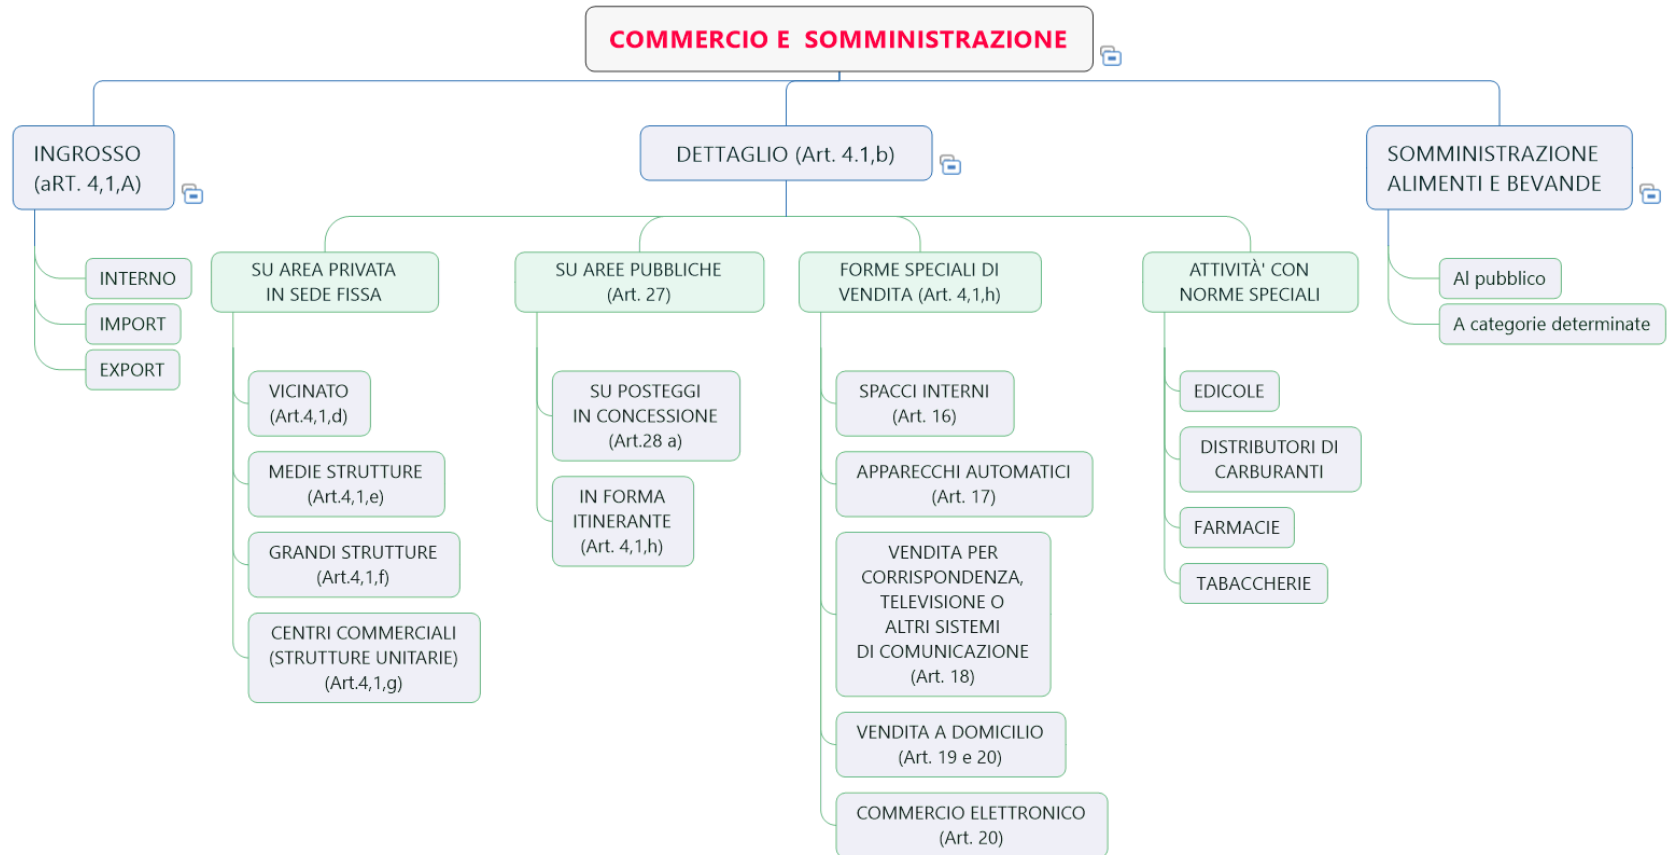 COMMERCIO E SOMMINISTRAZIONE
INGROSSO
(aRT. 4,1,A)
INTERNO
IMPORT
EXPORT
DETTAGLIO (Art. 4.1,b)
SU AREA PRIVATA
IN SEDE FISSA
VICINATO
(Art.4,1,d)
MEDIE STRUTTURE
(Art.4,1,e)
GRANDI STRUTTURE
(Art.4,1,f)
CENTRI COMMERCIALI
(STRUTTURE UNITARIE)
(Art.4,1,g)
SU AREE PUBBLICHE
(Art. 27)
SU POSTEGGI
IN CONCESSIONE
(Art.28 a)
IN FORMA
ITINERANTE
(Art. 4,1,h)
FORME SPECIALI DI
VENDITA (Art. 4,1,h)
SPACCI INTERNI
(Art. 16)
APPARECCHI AUTOMATICI
(Art. 17)
VENDITA PER
CORRISPONDENZA,
TELEVISIONE O
ALTRI SISTEMI
DI COMUNICAZIONE
(Art. 18)
VENDITA A DOMICILIO
(Art. 19 e 20)
COMMERCIO ELETTRONICO
(Art. 20)
ATTIVITÀ' CON
NORME SPECIALI
EDICOLE
DISTRIBUTORI DI
CARBURANTI
FARMACIE
TABACCHERIE
SOMMINISTRAZIONE
ALIMENTI E BEVANDE
Al pubblico
A categorie determinate